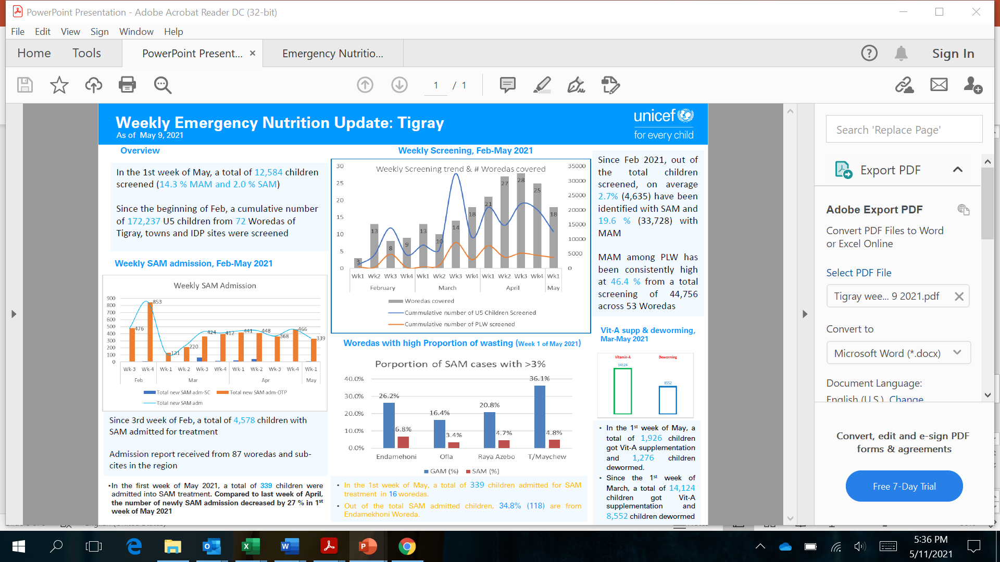 PowerPoint Presentation - Adobe Acrobat Reader DC (32-bit)
File Edit View Sign Window Help
Home Tools PowerPoint Present... × Emergency Nutritio... Sign In
1 / 1
Weekly Emergency Nutrition Update: Tigray
As of May 9, 2021
unicef
for every child
Overview
In the 1st week of May, a total of 12,584 children
screened (14.3 % MAM and 2.0 % SAM)
Since the beginning of Feb, a cumulative number
of 172,237 U5 children from 72 Woredas of
Tigray, towns and IDP sites were screened
Weekly SAM admission, Feb-May 2021
Weekly SAM Admission
900
800
700
600
500
400
300
200
100
0
476 853 131 220 424 412 441 448 368 466 339
Wk-3 Wk-4 Wk-1 Wk-2 Wk-3 Wk-4 Wk-1 Wk-2 Wk-3 Wk-4 Wk-1
Feb Mar Apr May
Total new SAM adm-SC Total new SAM adm-OTP
Total new SAM adm
Since 3rd week of Feb, a total of 4,578 children with
SAM admitted for treatment
Admission report received from 87 woredas and sub-
cites in the region
•In the first week of May 2021, a total of 339 children were
admitted into SAM treatment. Compared to last week of April,
the number of newly SAM admission decreased by 27 % in 1st
week of May 2021
Weekly Screening, Feb-May 2021
Weekly Screening trend & # Woredas covered
30
25
20
15
10
5
0
35000
30000
25000
20000
15000
10000
5000
0
3 13 8 9 13 10 14 18 21 27 28 25 18
Wk1 Wk2 Wk3 Wk4 Wk1 Wk2 Wk3 Wk4 Wk1 Wk2 Wk3 Wk4 Wk1
February March April May
Woredas covered
Cummulative number of U5 Children Screened
Cummulative number of PLW screened
Woredas with high Proportion of wasting (Week 1 of May 2021)
Porportion of SAM cases with >3%
40.0%
30.0%
20.0%
10.0%
0.0%
26.2% 6.8% 16.4% 3.4% 20.8% 4.7% 36.1% 4.8%
Endamehoni Ofla Raya Azebo T/Maychew
GAM (%) SAM (%)
• In the 1st week of May, a total of 339 children admitted for SAM
treatment in 16 woredas.
• Out of the total SAM admitted children, 34.8% (118) are from
Endamekhoni Woreda.
Since Feb 2021, out of
the total children
screened, on average
2.7% (4,635) have been
identified with SAM and
19.6 % (33,728) with
MAM
MAM among PLW has
been consistently high
at 46.4 % from a total
screening of 44,756
across 53 Woredas
Vit-A supp & deworming,
Mar-May 2021
Vitamin-A Deworming
14124 8552
• In the 1st week of May, a
total of 1,926 children
got Vit-A supplementation
and 1,276 children
dewormed.
• Since the 1st week of
March, a total of 14,124
children got Vit-A
supplementation and
8,552 children dewormed
Search 'Replace Page'
Export PDF
Adobe Export PDF
Convert PDF Files to Word
or Excel Online
Select PDF File
Tigray wee... 9 2021.pdf
Convert to
Microsoft Word (*.docx)
Document Language:
English (U.S.) Change
Convert, edit and e-sign PDF
forms & agreements
Free 7-Day Trial
5:36 PM
5/11/2021